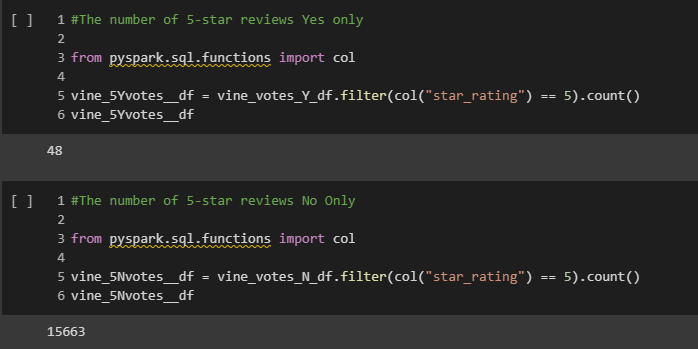 [ ] 1 #The number of 5-star reviews Yes only
2
3 from pyspark.sql.functions import col
4
5 vine_5Yvotes__df = vine_votes_Y_df.filter(col("star_rating") == 5).count()
6 vine_5Yvotes__df
48
[ ] 1 #The number of 5-star reviews No Only
2
3 from pyspark.sql.functions import col
4
5 vine_5Nvotes__df = vine_votes_N_df.filter(col("star_rating") == 5).count()
6 vine_5Nvotes__df
15663